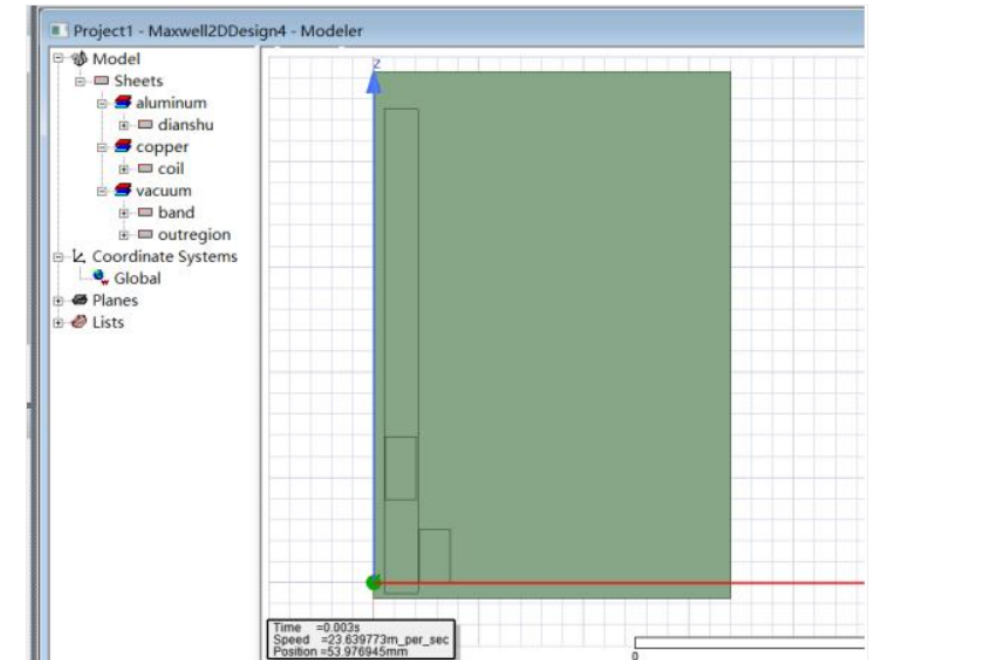 Project1 - Maxwell2DDesign4 - Modeler
Model
Sheets
aluminum
dianshu
copper
coil
vacuum
band
outregion
Coordinate Systems
Global
Planes
Lists
Z
Time =0.003s
Speed =23.639773m_per_sec
Position =53.976945mm
0